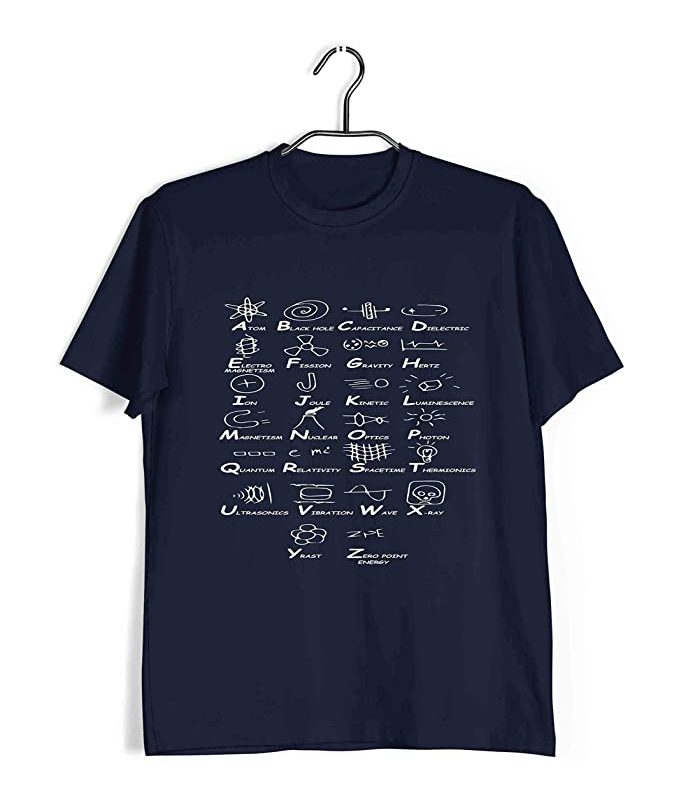 ATOM BLACK HOLE CAPACITANCE DIELECTRIC
ELECTRO MAGNETISM FISSION GRAVITY HERTZ
+ J
ION JOULE KINETIC LUMINESCENCE
MAGNETISM NUCLEAR OPTICS PHOTON
e mc²
QUANTUM RELATIVITY SPACETIME THERMIONICS
ULTRASONICS VIBRATION WAVE X-RAY
ZPE
YRAST ZERO POINT ENERGY